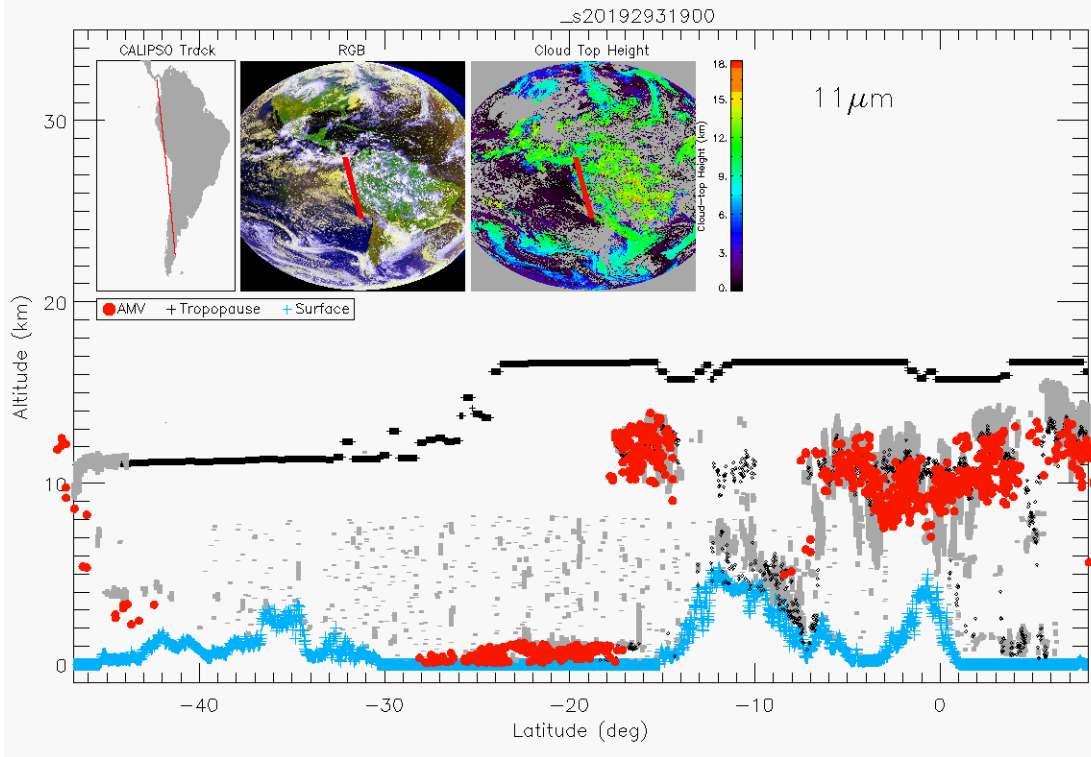 _s20192931900
CALIPSO Track
RGB
Cloud Top Height
11μm
18.
15.
12.
9.
6.
3.
0.
Cloud-top Height (km)
AMV
Tropopause
Surface
30
20
10
0
Altitude (km)
-40
-30
-20
-10
0
Latitude (deg)